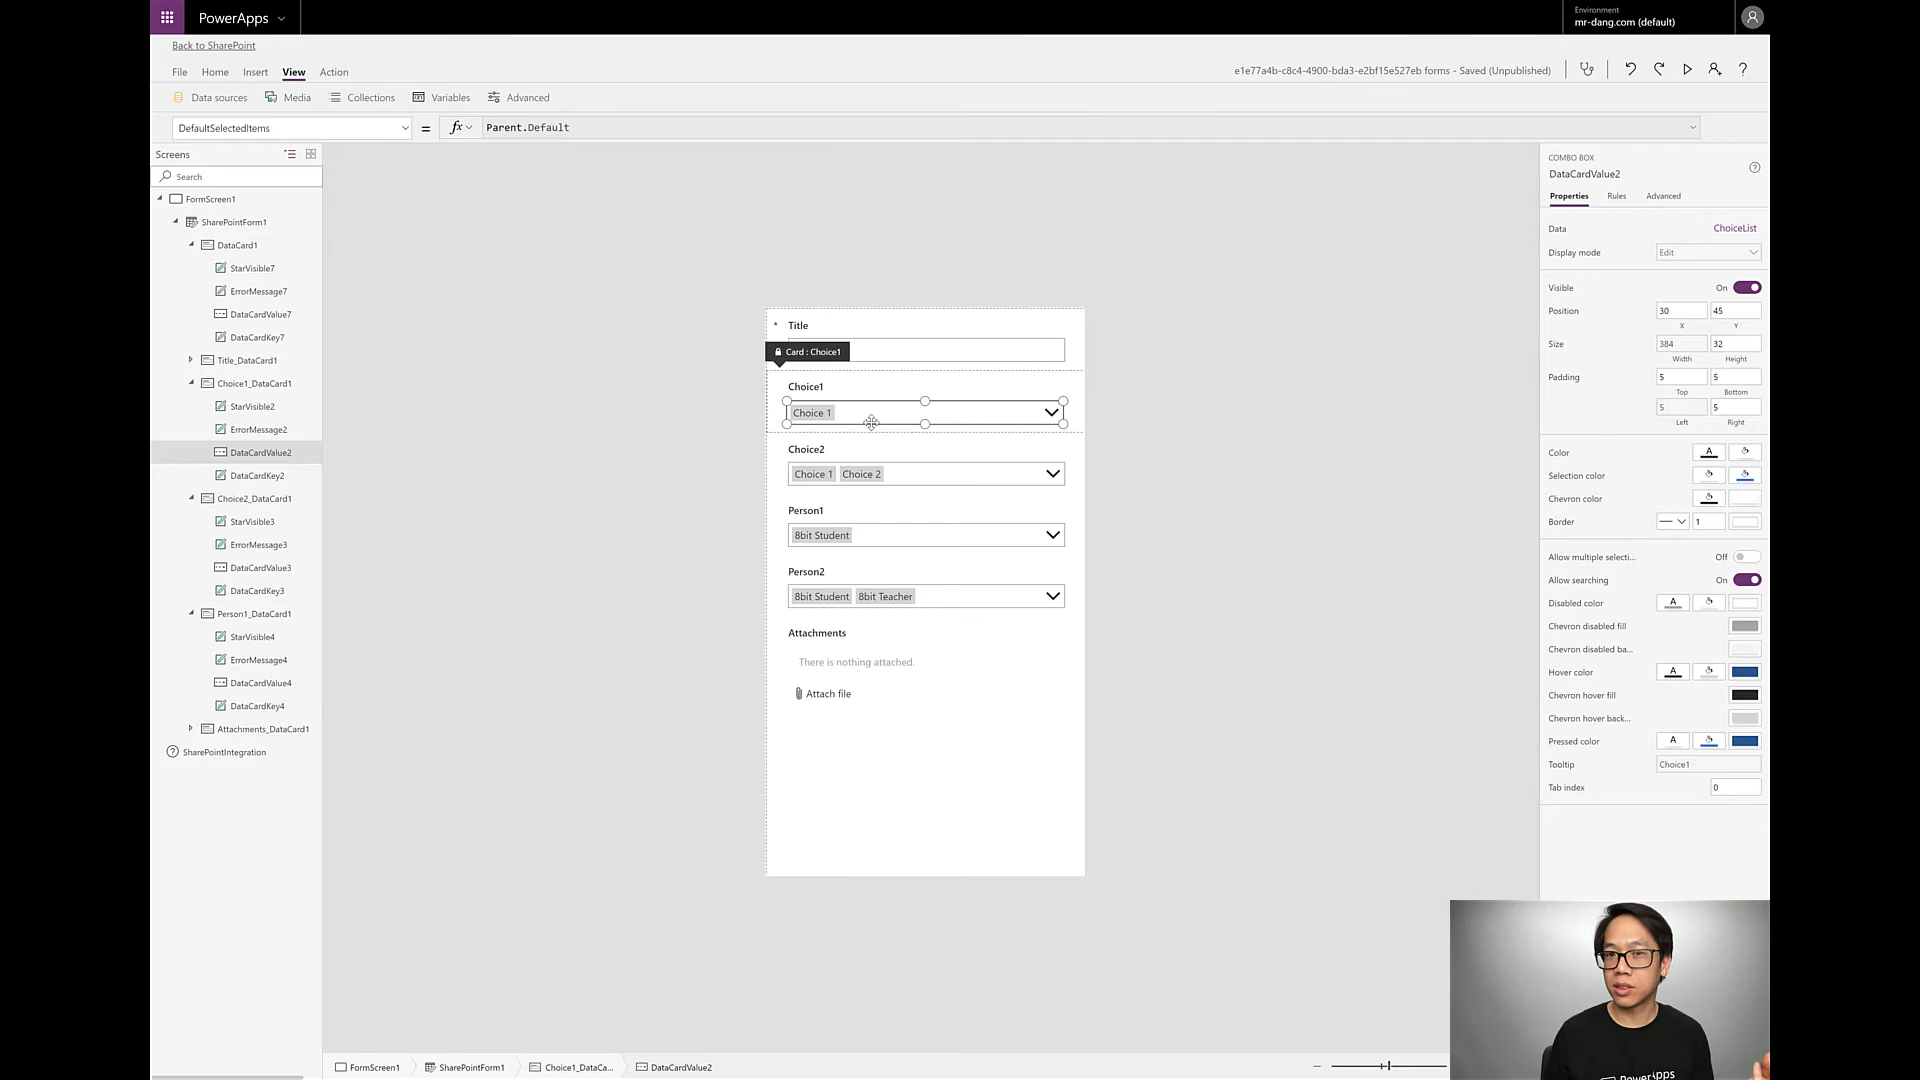 PowerApps
Environment
mr-dang.com (default)
Back to SharePoint
File Home Insert View Action
e1e77a4b-c8c4-4900-bda3-e2bf15e527eb forms - Saved (Unpublished)
Data sources Media Collections Variables Advanced
DefaultSelectedItems = fx Parent.Default
Screens
Search
FormScreen1
SharePointForm1
DataCard1
StarVisible7
ErrorMessage7
DataCardValue7
DataCardKey7
Title_DataCard1
Choice1_DataCard1
StarVisible2
ErrorMessage2
DataCardValue2
DataCardKey2
Choice2_DataCard1
StarVisible3
ErrorMessage3
DataCardValue3
DataCardKey3
Person1_DataCard1
StarVisible4
ErrorMessage4
DataCardValue4
DataCardKey4
Attachments_DataCard1
SharePointIntegration
* Title
Card : Choice1
Choice1
Choice 1
Choice2
Choice 1 Choice 2
Person1
8bit Student
Person2
8bit Student 8bit Teacher
Attachments
There is nothing attached.
Attach file
COMBO BOX
DataCardValue2
Properties Rules Advanced
Data ChoiceList
Display mode Edit
Visible On
Position 30 45
X Y
Size 384 32
Width Height
Padding 5 5
Top Bottom
5 5
Left Right
Color
Selection color
Chevron color
Border 1
Allow multiple selecti... Off
Allow searching On
Disabled color
Chevron disabled fill
Chevron disabled ba...
Hover color
Chevron hover fill
Chevron hover back...
Pressed color
Tooltip Choice1
Tab index 0
FormScreen1 SharePointForm1 Choice1_DataCa... DataCardValue2
PowerApps